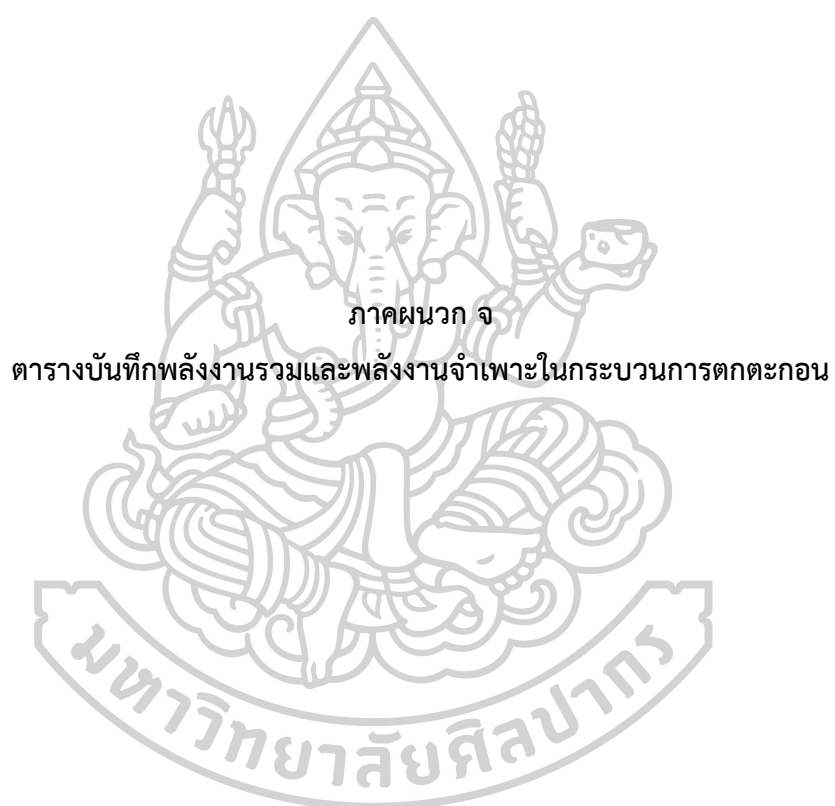 ภาคผนวก จ
ตารางบันทึกพลังงานรวมและพลังงานจำเพาะในกระบวนการตกตะกอน
มหาวิทยาลัยศิลปากร